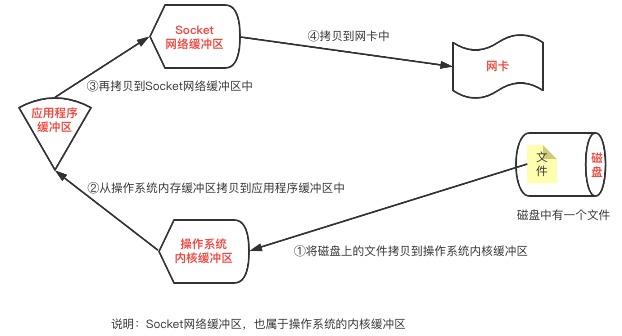 Socket
网络缓冲区
④拷贝到网卡中
网卡
③再拷贝到Socket网络缓冲区中
应用程序
缓冲区
文
件
磁
盘
②从操作系统内存缓冲区拷贝到应用程序缓冲区中
磁盘中有一个文件
操作系统
内核缓冲区
①将磁盘上的文件拷贝到操作系统内核缓冲区
说明：Socket网络缓冲区，也属于操作系统的内核缓冲区